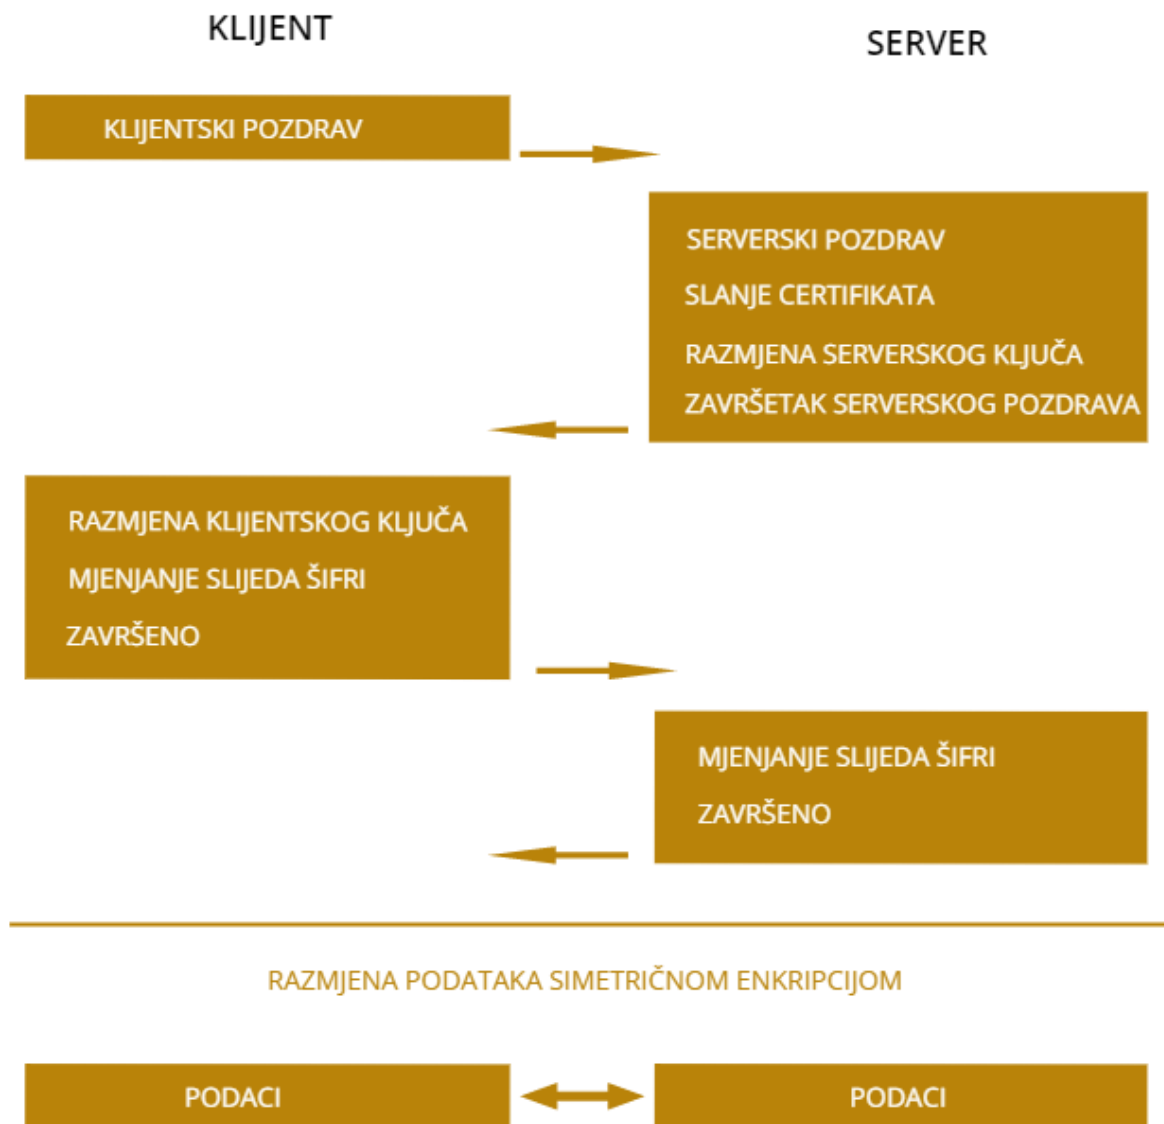 KLIJENT
SERVER
KLIJENTSKI POZDRAV
SERVERSKI POZDRAV
SLANJE CERTIFIKATA
RAZMJENA SERVERSKOG KLJUČA
ZAVRŠETAK SERVERSKOG POZDRAVA
RAZMJENA KLIJENTSKOG KLJUČA
MJENJANJE SLIJEDA ŠIFRI
ZAVRŠENO
MJENJANJE SLIJEDA ŠIFRI
ZAVRŠENO
RAZMJENA PODATAKA SIMETRIČNOM ENKRIPCIJOM
PODACI
PODACI